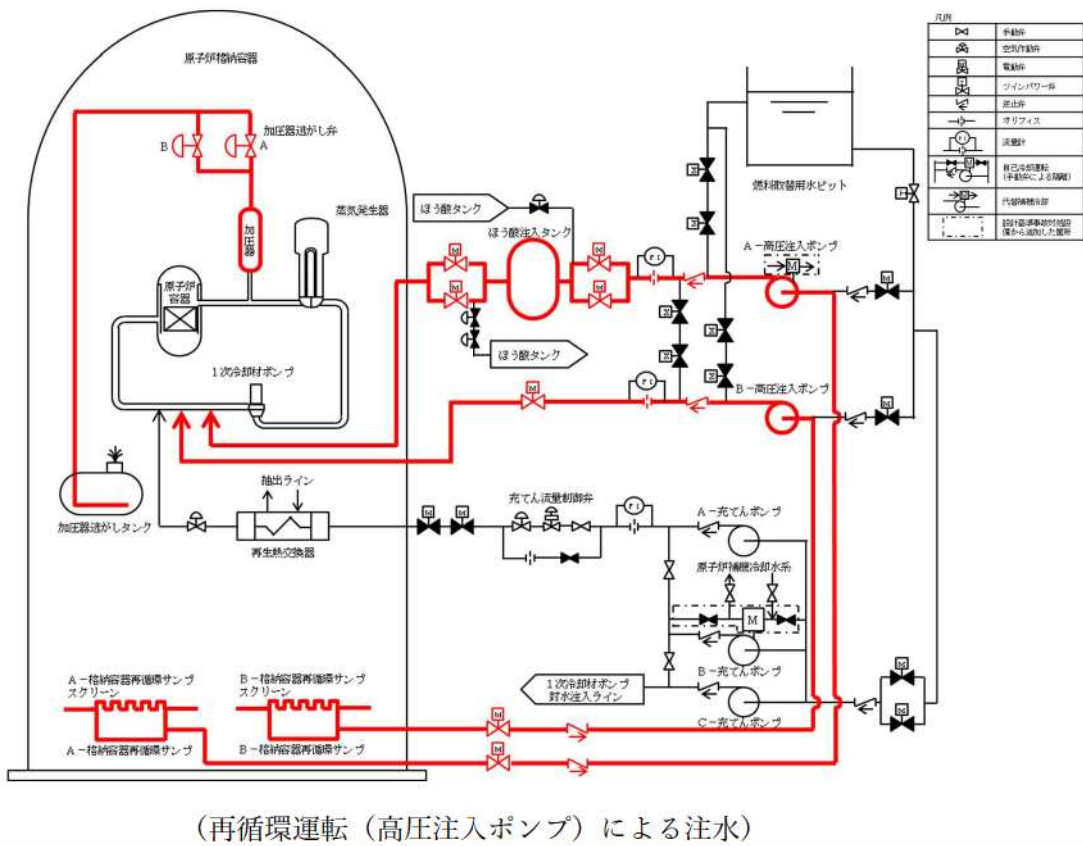 凡例
手動弁
空気作動弁
電動弁
ツインパワー弁
逆止弁
オリフィス
流量計
自己冷却運転
(手動弁による隔離)
代替補機冷却
設計基準事故対処設
備から追加した箇所
原子炉格納容器
加圧器逃がし弁
B
A
蒸気発生器
加圧器
原子炉
容器
1次冷却材ポンプ
加圧器逃がしタンク
ほう酸タンク
ほう酸注入タンク
ほう酸タンク
燃料取替用水ピット
A-高圧注入ポンプ
B-高圧注入ポンプ
抽出ライン
再生熱交換器
充てん流量制御弁
A-充てんポンプ
原子炉補機冷却水系
B-充てんポンプ
1次冷却材ポンプ
封水注入ライン
C-充てんポンプ
A-格納容器再循環サンプ
スクリーン
B-格納容器再循環サンプ
スクリーン
A-格納容器再循環サンプ
B-格納容器再循環サンプ
(再循環運転(高圧注入ポンプ)による注水)